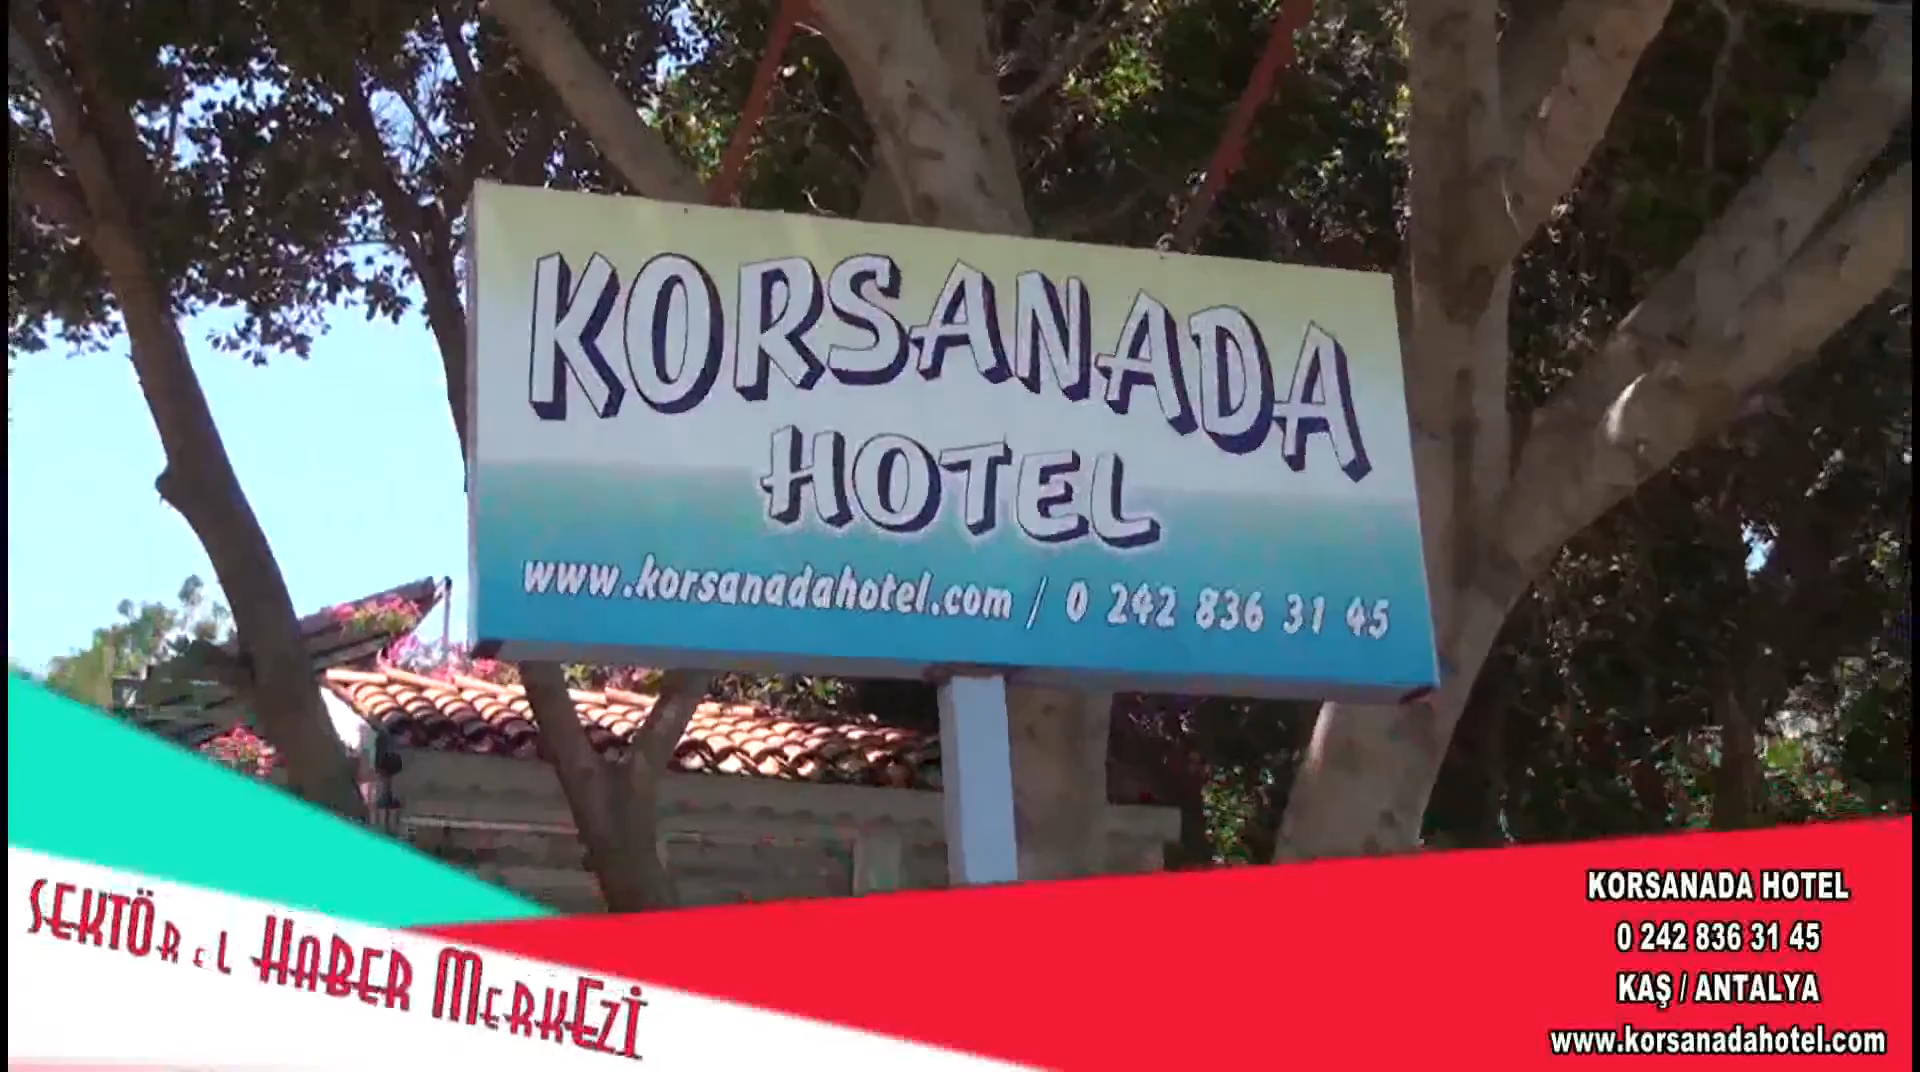 KORSANADA
HOTEL
www.korsanadahotel.com / 0 242 836 31 45
SEKTÖREL HABER MERKEZİ
KORSANADA HOTEL
0 242 836 31 45
KAŞ / ANTALYA
www.korsanadahotel.com